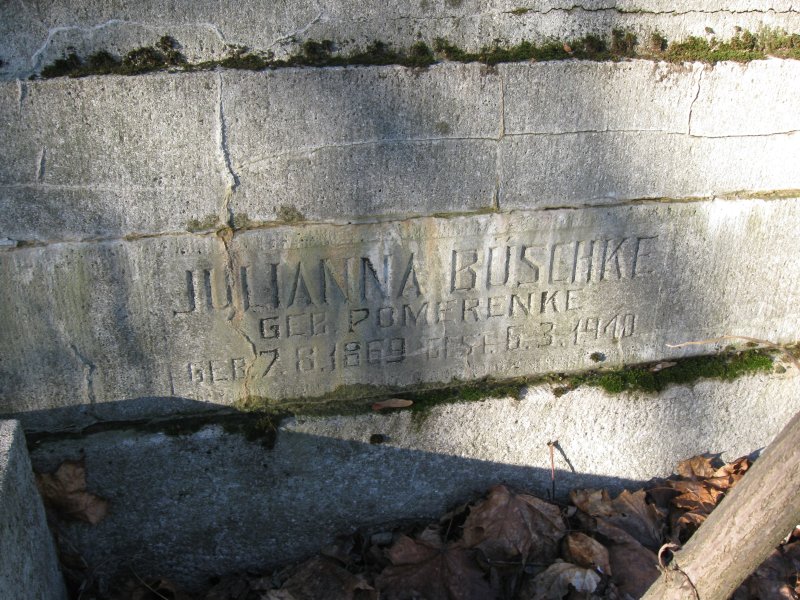 JULIANNA BÜSCHKE
GEB POMERENKE
GEB 7.8.1869 GEST. 6.3.1940